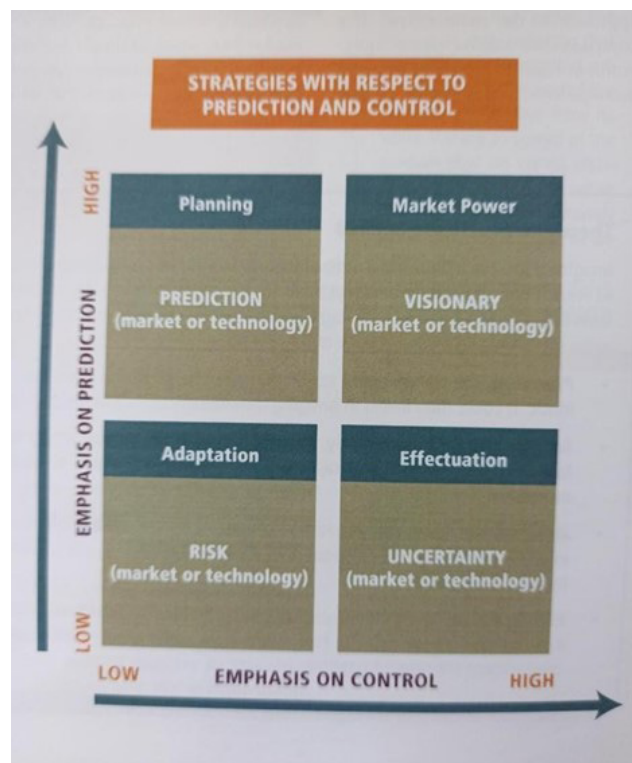 STRATEGIES WITH RESPECT TO
PREDICTION AND CONTROL
HIGH
EMPHASIS ON PREDICTION
LOW
Planning
PREDICTION
(market or technology)
Market Power
VISIONARY
(market or technology)
Adaptation
RISK
(market or technology)
Effectuation
UNCERTAINTY
(market or technology)
LOW
EMPHASIS ON CONTROL
HIGH